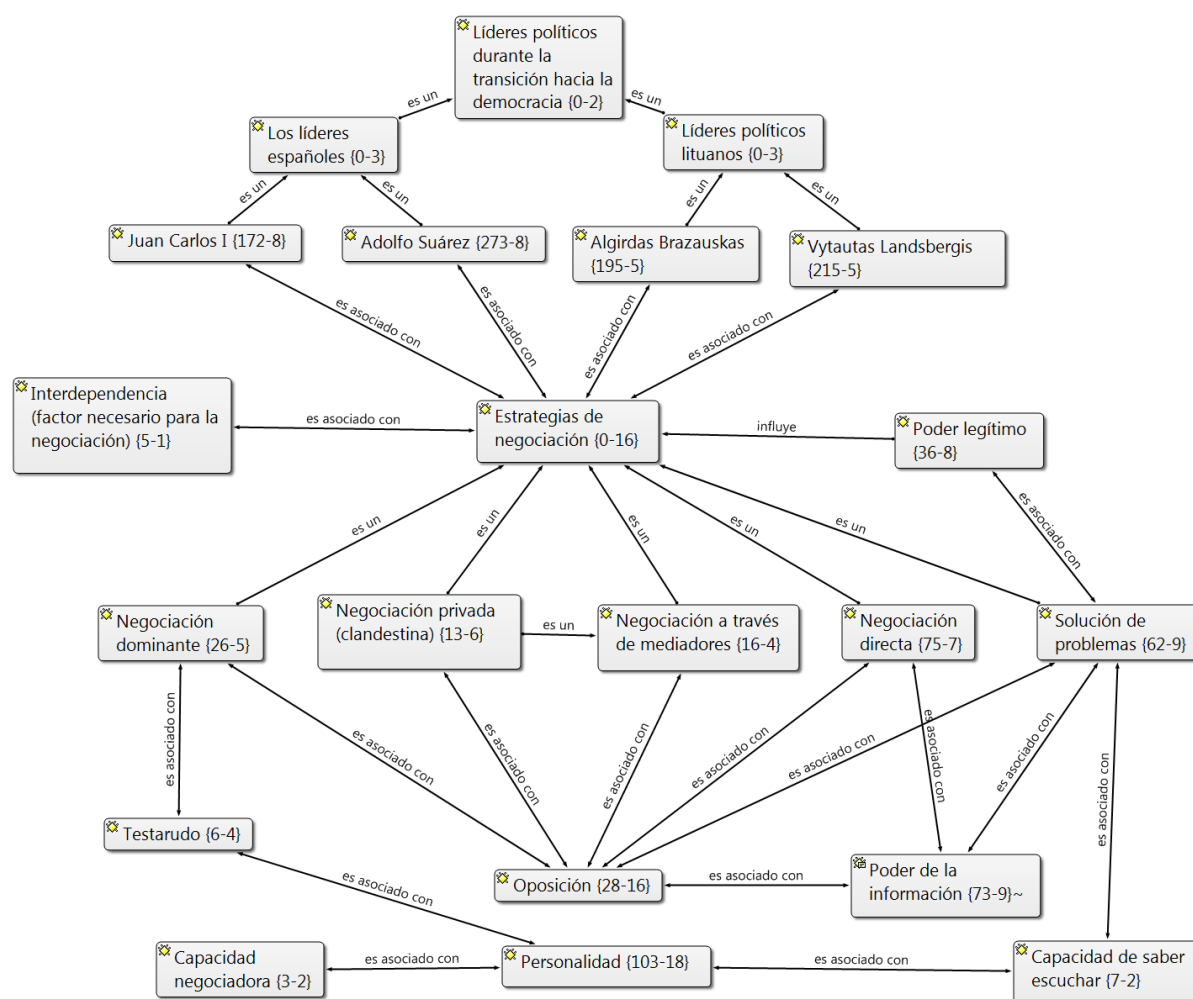 Líderes políticos
durante la
transición hacia la
democracia {0-2}
es un
es un
Los líderes
españoles {0-3}
Líderes políticos
lituanos {0-3}
es un
es un
es un
es un
Juan Carlos I {172-8}
Adolfo Suárez {273-8}
Algirdas Brazauskas
{195-5}
Vytautas Landsbergis
{215-5}
es asociado con
es asociado con
es asociado con
es asociado con
Interdependencia
(factor necesario para la
negociación) {5-1}
es asociado con
Estrategias de
negociación {0-16}
influye
Poder legítimo
{36-8}
es un
es un
es un
es un
es un
es asociado con
Negociación
dominante {26-5}
Negociación privada
(clandestina) {13-6}
es un
Negociación a través
de mediadores {16-4}
Negociación
directa {75-7}
Solución de
problemas {62-9}
es asociado con
es asociado con
es asociado con
es asociado con
es asociado con
es asociado con
es asociado con
es asociado con
es asociado con
Testarudo {6-4}
es asociado con
Oposición {28-16}
es asociado con
Poder de la
información {73-9}~
Capacidad
negociadora {3-2}
es asociado con
Personalidad {103-18}
es asociado con
Capacidad de saber
escuchar {7-2}